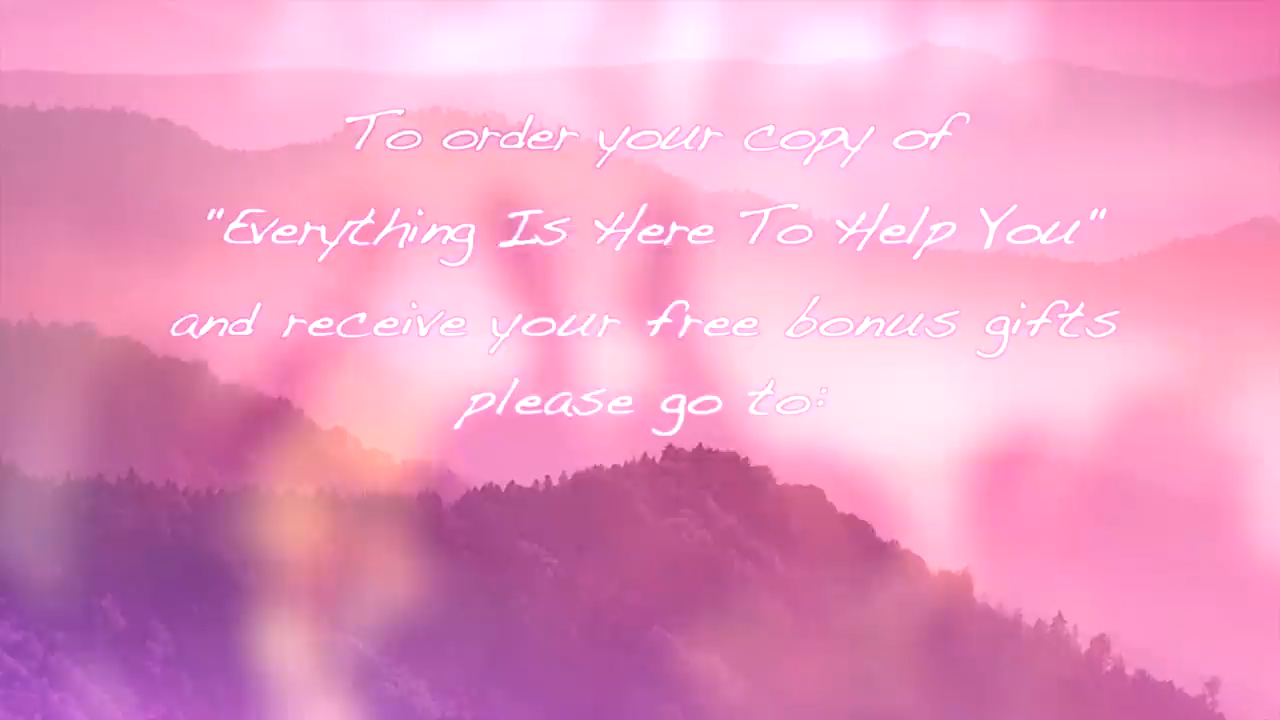 To order your copy of
"Everything Is Here To Help You"
and receive your free bonus gifts
please go to: